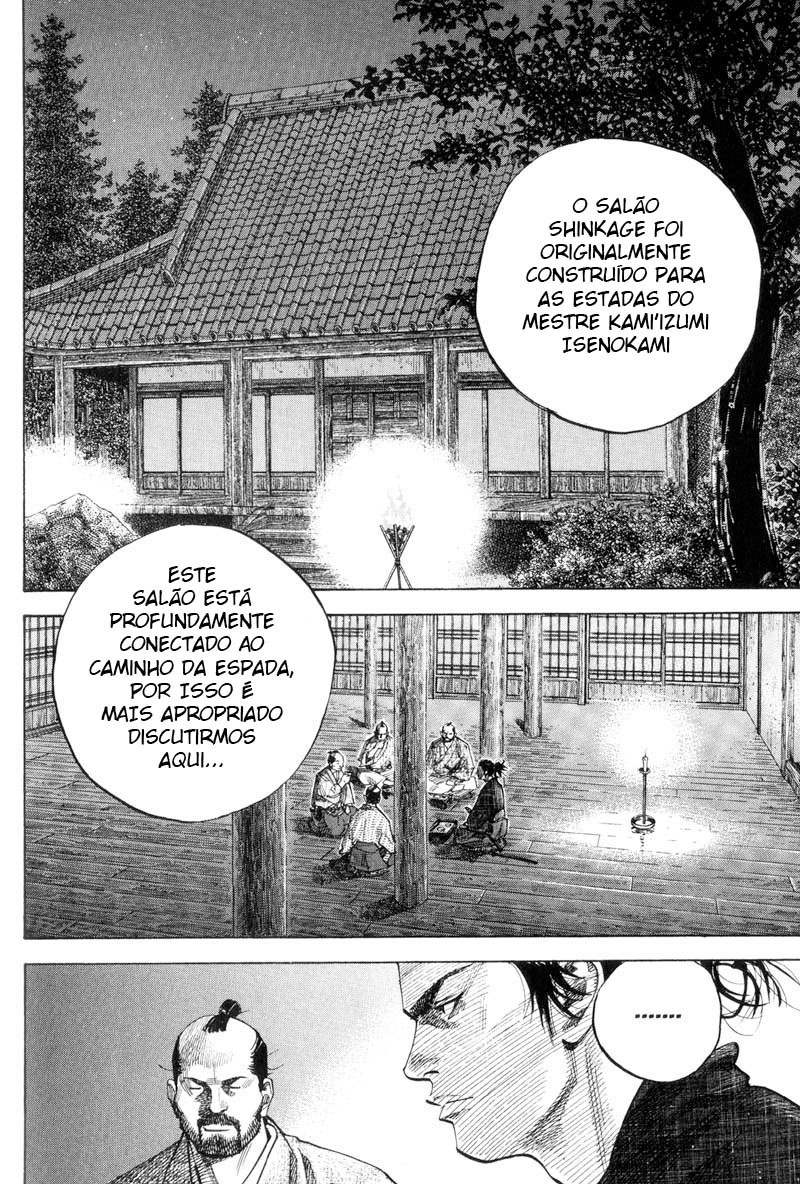 O SALÃO
SHINKAGE FOI
ORIGINALMENTE
CONSTRUÍDO PARA
AS ESTADAS DO
MESTRE KAMI'IZUMI
ISENOKAMI
ESTE
SALÃO ESTÁ
PROFUNDAMENTE
CONECTADO AO
CAMINHO DA ESPADA,
POR ISSO É
MAIS APROPRIADO
DISCUTIRMOS
AQUI...
.......